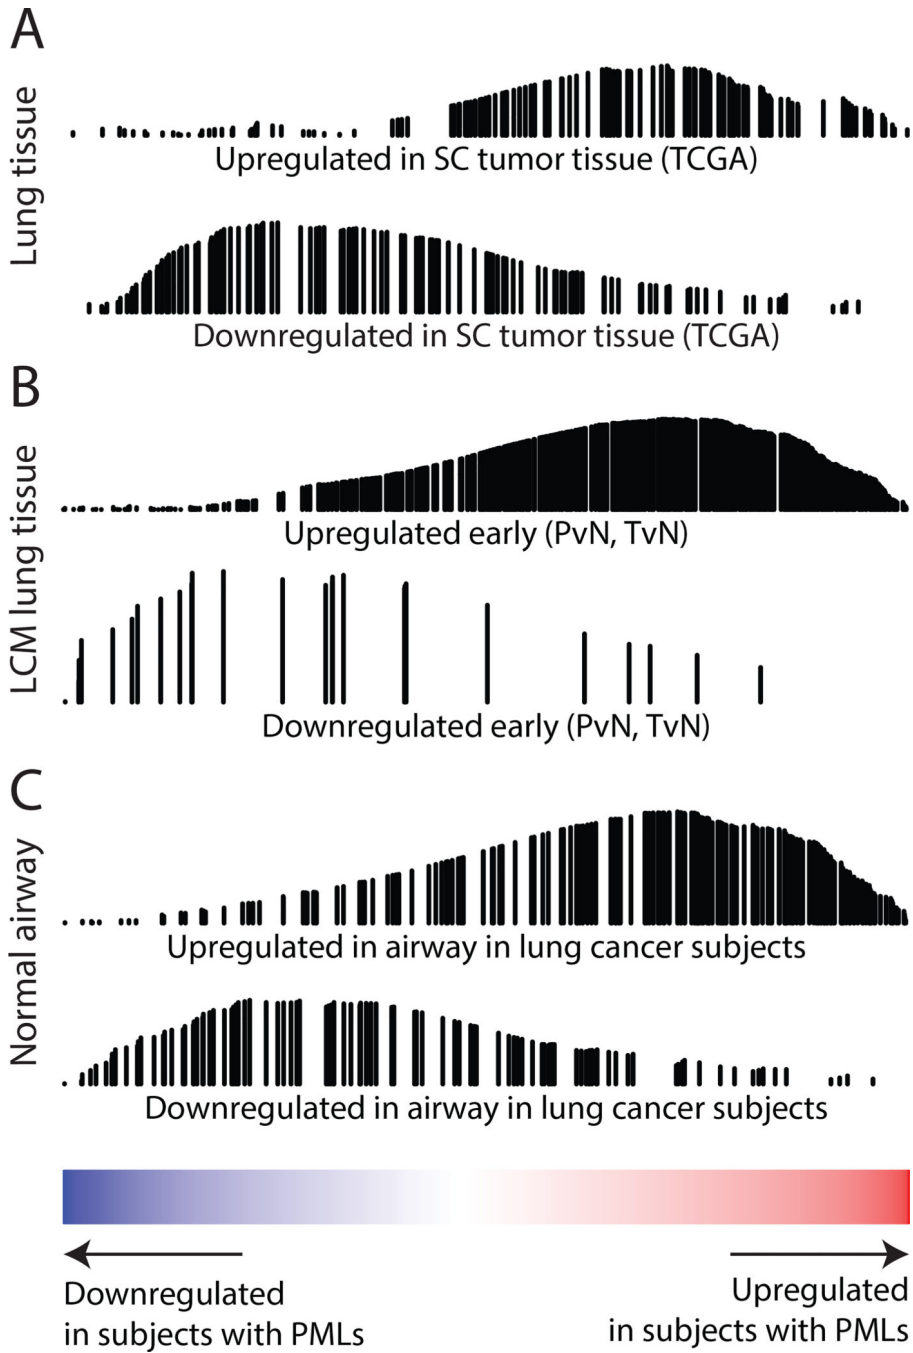 A
Lung tissue
Upregulated in SC tumor tissue (TCGA)
Downregulated in SC tumor tissue (TCGA)
B
LCM lung tissue
Upregulated early (PvN, TvN)
Downregulated early (PvN, TvN)
C
Normal airway
Upregulated in airway in lung cancer subjects
Downregulated in airway in lung cancer subjects
Downregulated
in subjects with PMLs
Upregulated
in subjects with PMLs